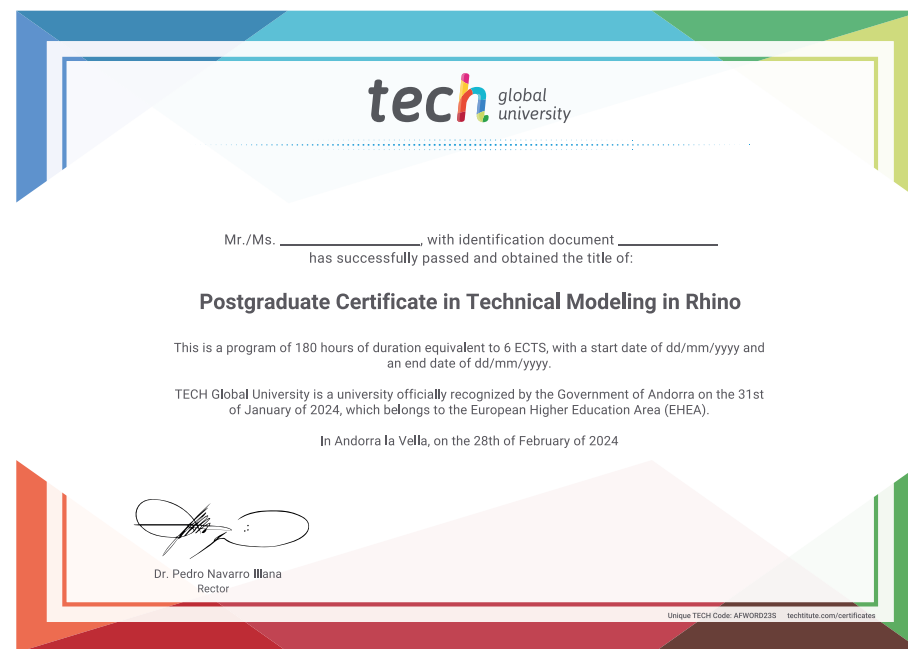 tech global
university
Mr./Ms. ____________________, with identification document ______________
has successfully passed and obtained the title of:
Postgraduate Certificate in Technical Modeling in Rhino
This is a program of 180 hours of duration equivalent to 6 ECTS, with a start date of dd/mm/yyyy and
an end date of dd/mm/yyyy.
TECH Global University is a university officially recognized by the Government of Andorra on the 31st
of January of 2024, which belongs to the European Higher Education Area (EHEA).
In Andorra la Vella, on the 28th of February of 2024
Dr. Pedro Navarro Illana
Rector
Unique TECH Code: AFWORD23S techtitute.com/certificates